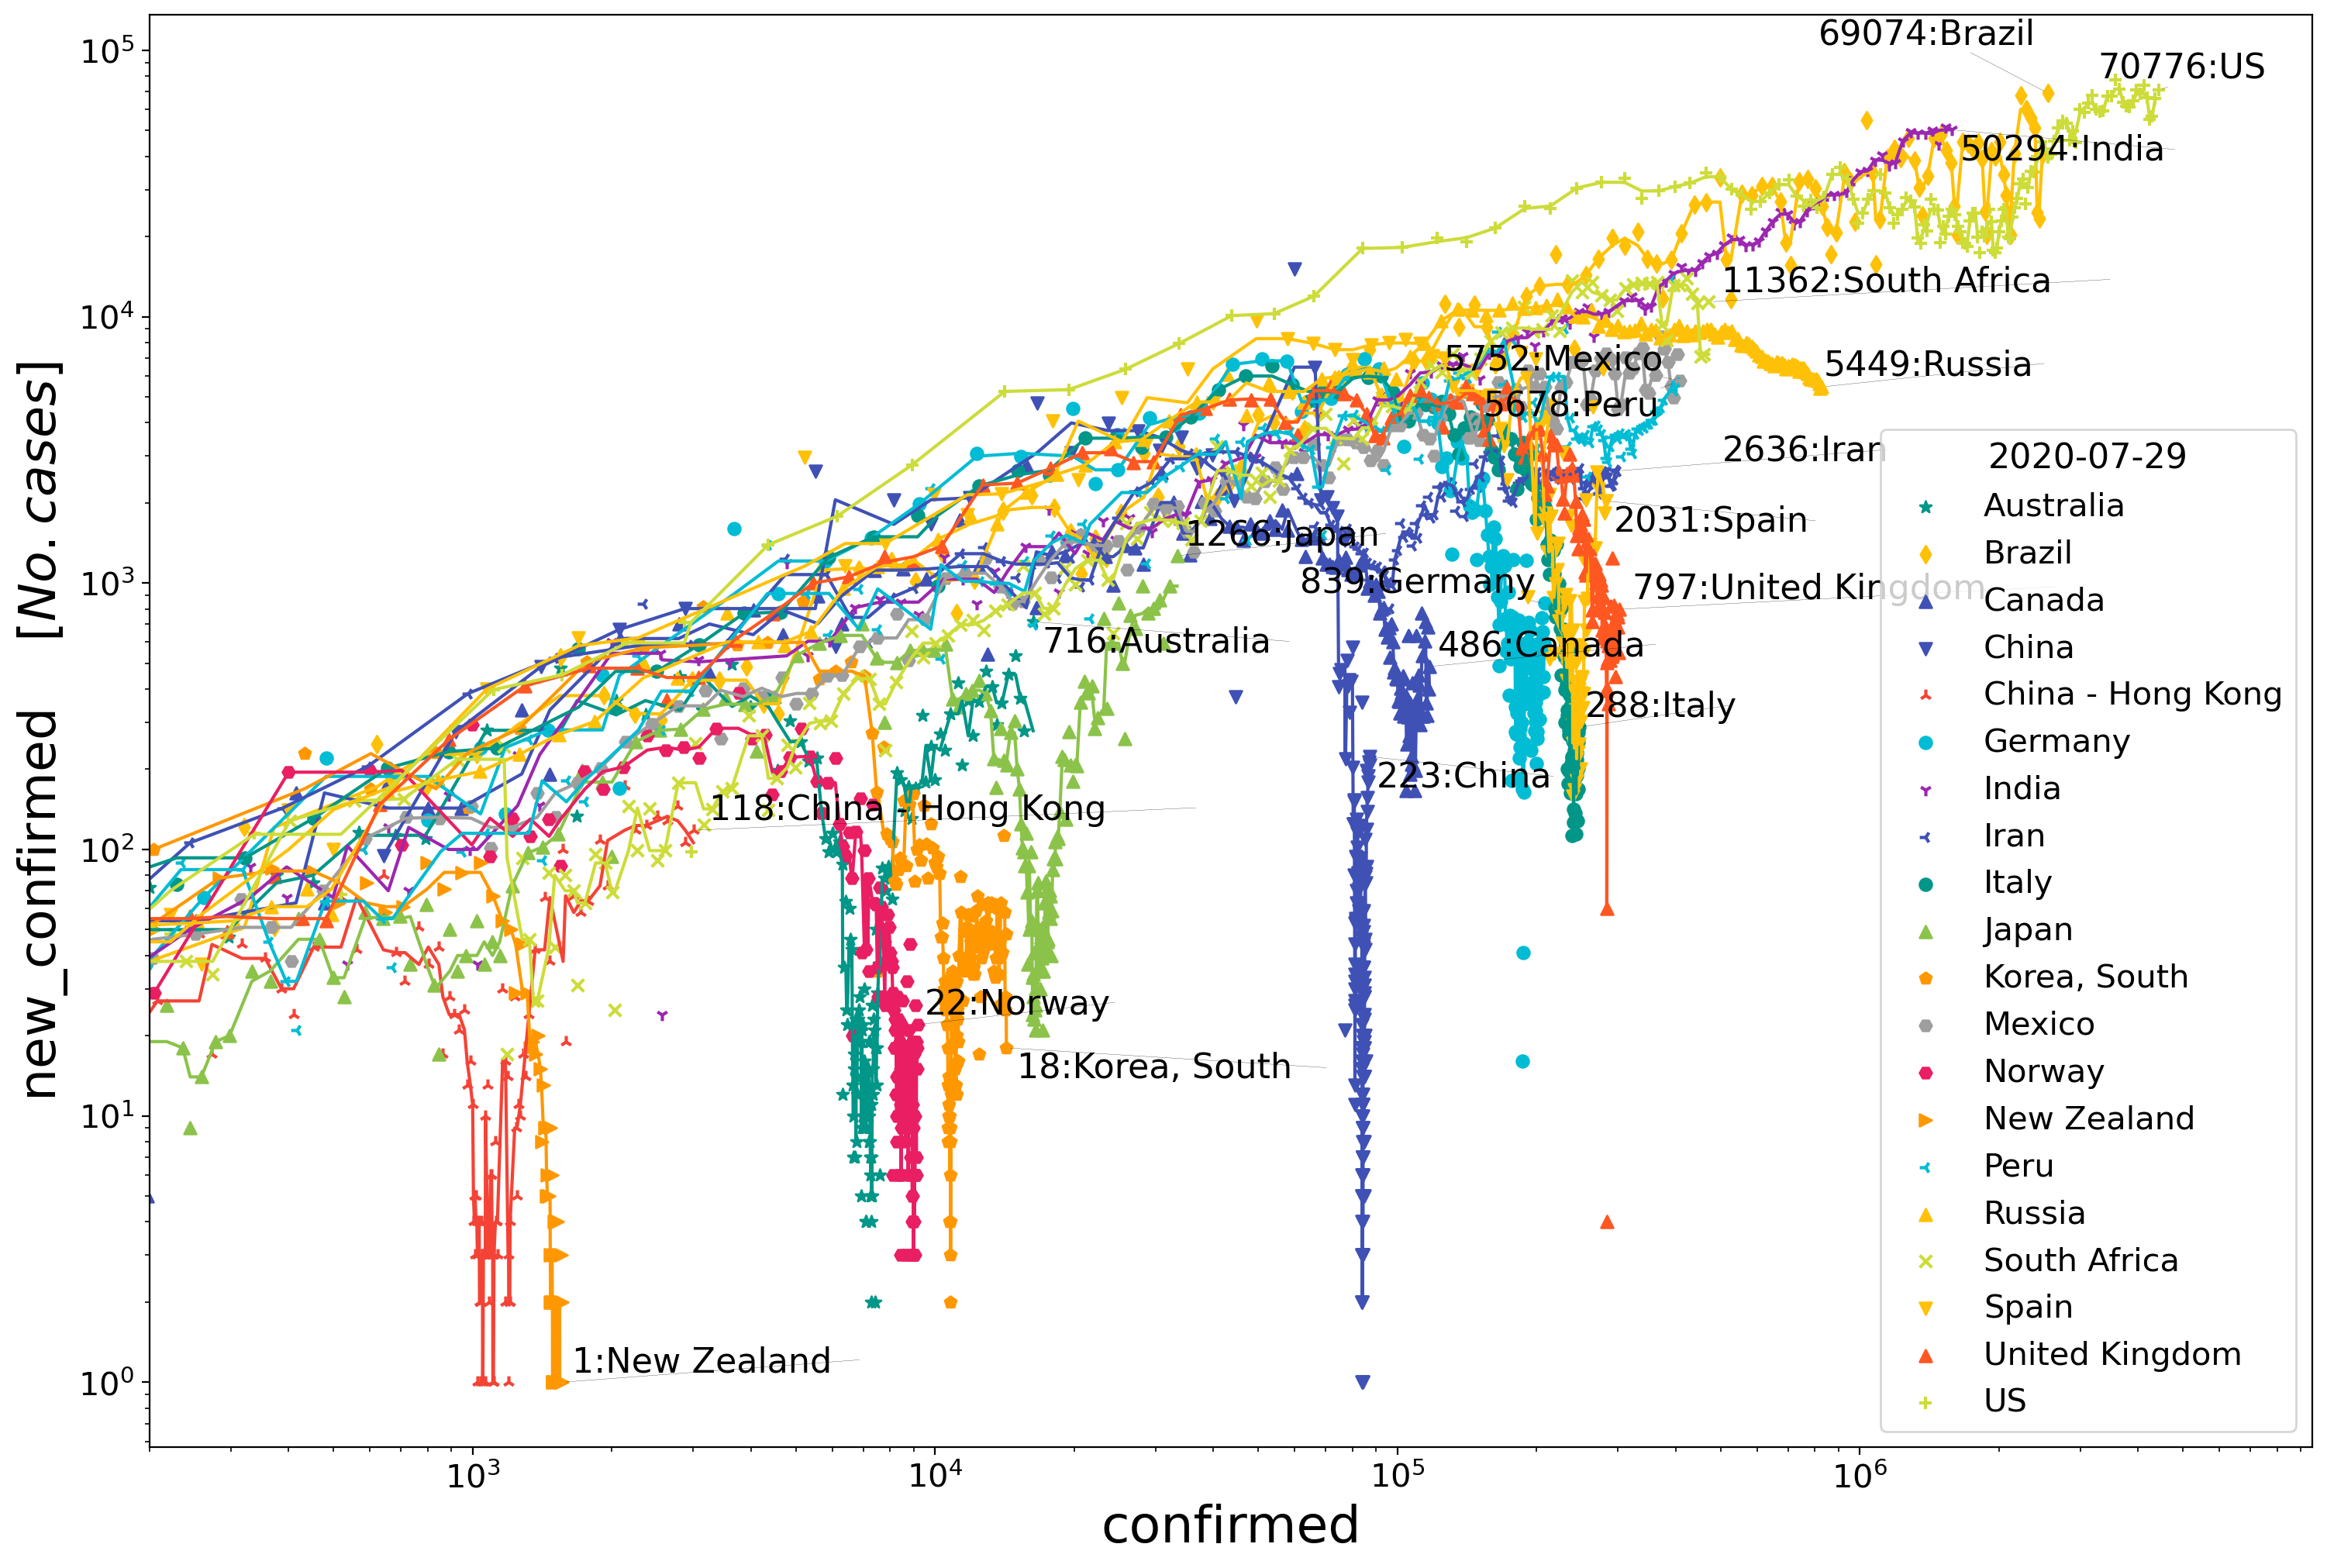 69074:Brazil
70776:US
50294:India
11362:South Africa
5752:Mexico
5449:Russia
5678:Peru
2636:Iran
2031:Spain
1266:Japan
839:Germany
797:United Kingdom
716:Australia
486:Canada
288:Italy
223:China
118:China - Hong Kong
22:Norway
18:Korea, South
1:New Zealand
2020-07-29
Australia
Brazil
Canada
China
China - Hong Kong
Germany
India
Iran
Italy
Japan
Korea, South
Mexico
Norway
New Zealand
Peru
Russia
South Africa
Spain
United Kingdom
US
new_confirmed [No. cases]
10⁵
10⁴
10³
10²
10¹
10⁰
10³
10⁴
10⁵
10⁶
confirmed